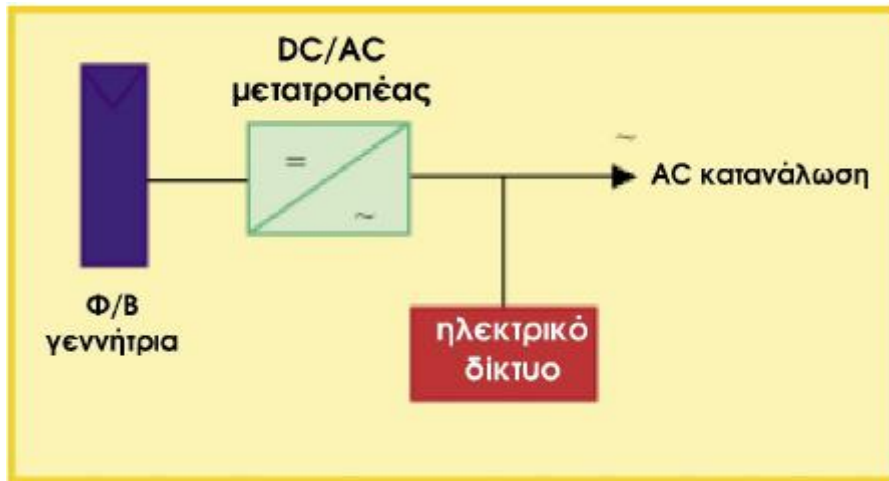 DC/AC
μετατροπέας
=
~
~
AC κατανάλωση
Φ/Β
γεννήτρια
ηλεκτρικό
δίκτυο